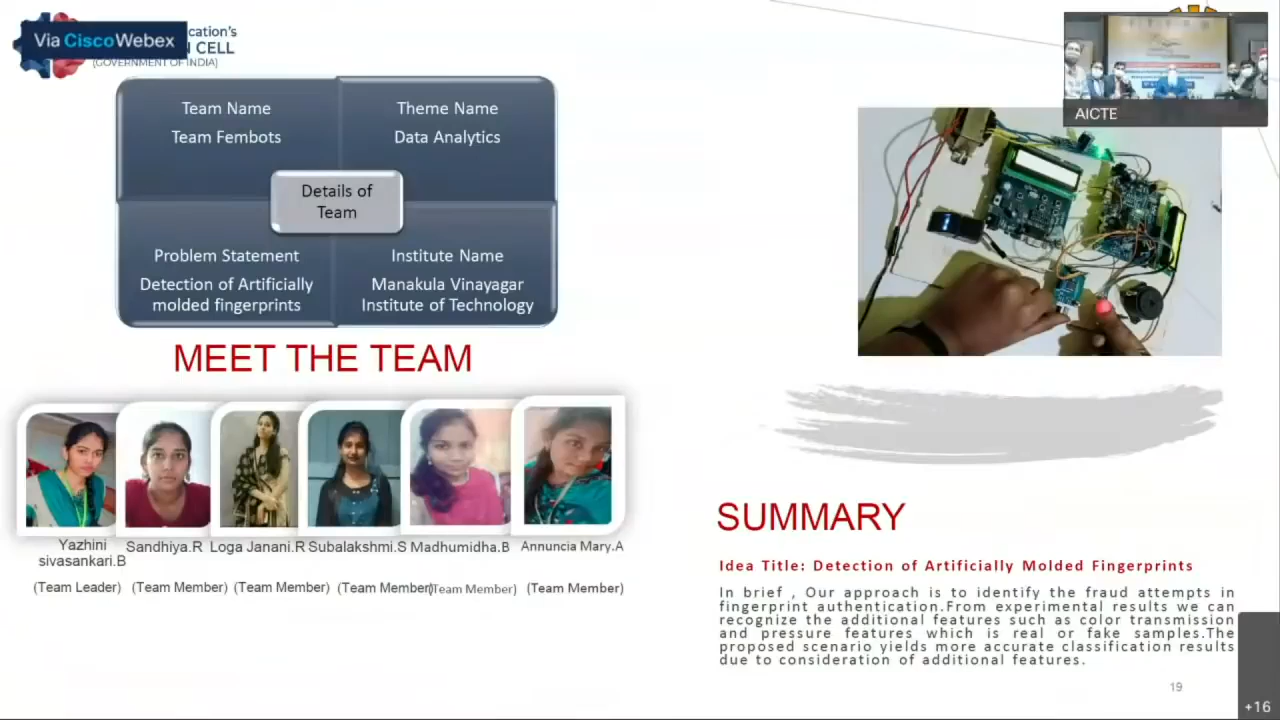 Via Cisco Webex
cation's
CELL
(GOVERNMENT OF INDIA)
AICTE
Team Name
Team Fembots
Theme Name
Data Analytics
Details of
Team
Problem Statement
Detection of Artificially
molded fingerprints
Institute Name
Manakula Vinayagar
Institute of Technology
MEET THE TEAM
Yazhini
sivasankari.B
(Team Leader)
Sandhiya.R
(Team Member)
Loga Janani.R
(Team Member)
Subalakshmi.S
(Team Member)
Madhumidha.B
Team Member)
Annuncia Mary.A
(Team Member)
SUMMARY
Idea Title: Detection of Artificially Molded Fingerprints
In brief , Our approach is to identify the fraud attempts in
fingerprint authentication.From experimental results we can
recognize the additional features such as color transmission
and pressure features which is real or fake samples.The
proposed scenario yields more accurate classification results
due to consideration of additional features.
19
+16